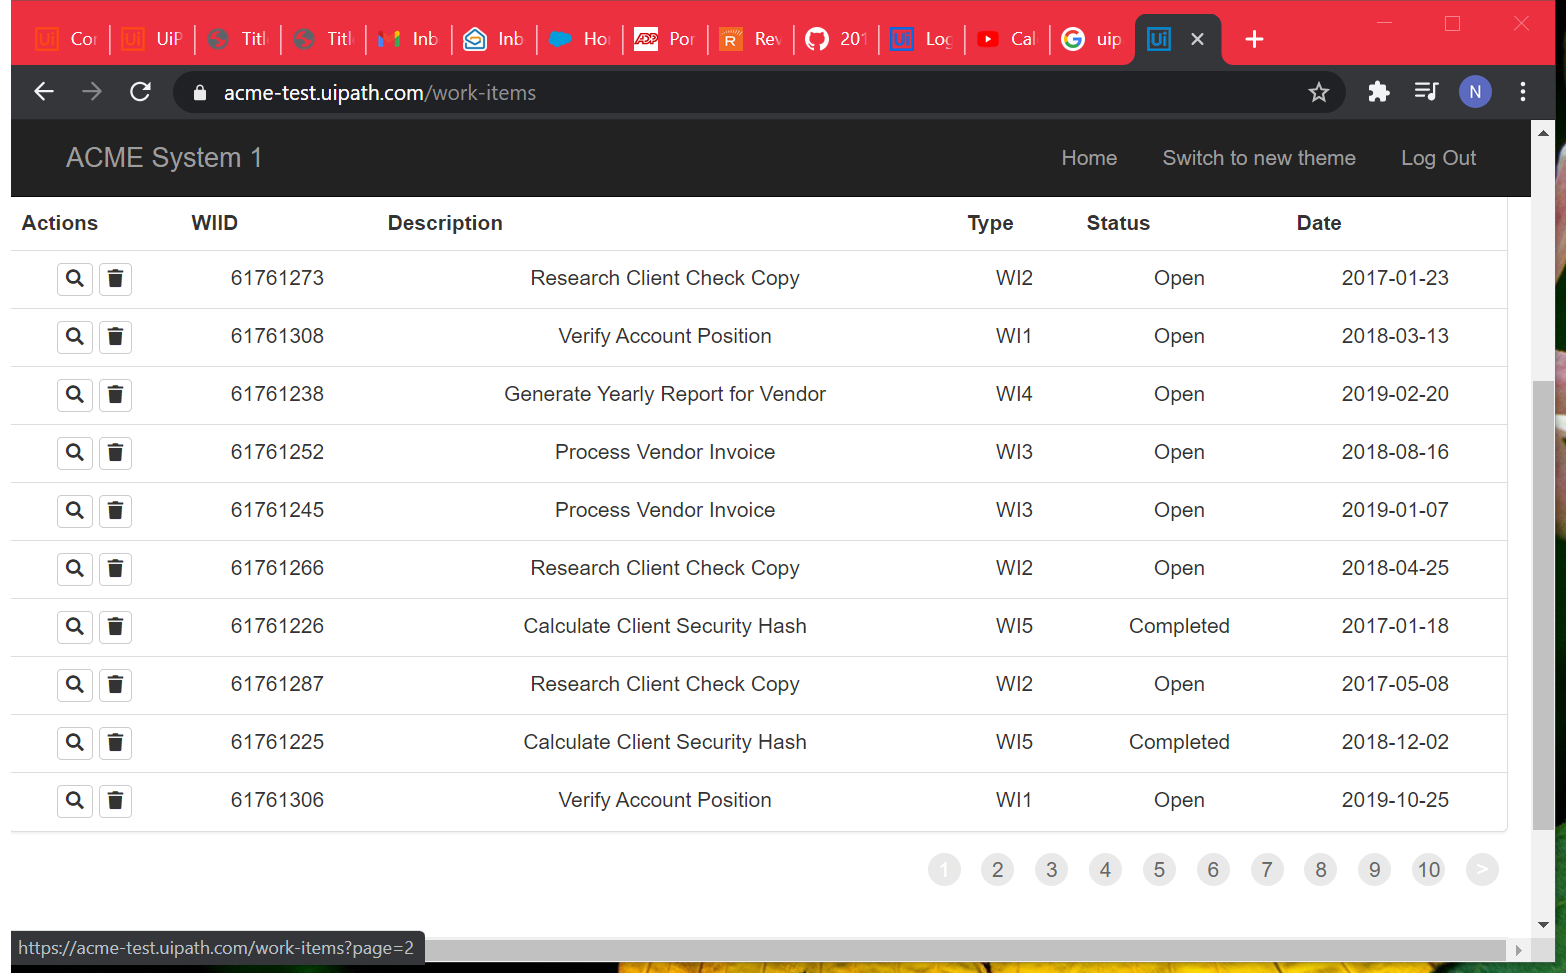 Co UiP Titl Titl Inb Inb Ho ADP Por Rev 201 Log Cal uip
acme-test.uipath.com/work-items N
ACME System 1 Home Switch to new theme Log Out
Actions WIID Description Type Status Date
61761273 Research Client Check Copy WI2 Open 2017-01-23
61761308 Verify Account Position WI1 Open 2018-03-13
61761238 Generate Yearly Report for Vendor WI4 Open 2019-02-20
61761252 Process Vendor Invoice WI3 Open 2018-08-16
61761245 Process Vendor Invoice WI3 Open 2019-01-07
61761266 Research Client Check Copy WI2 Open 2018-04-25
61761226 Calculate Client Security Hash WI5 Completed 2017-01-18
61761287 Research Client Check Copy WI2 Open 2017-05-08
61761225 Calculate Client Security Hash WI5 Completed 2018-12-02
61761306 Verify Account Position WI1 Open 2019-10-25
1 2 3 4 5 6 7 8 9 10 >
https://acme-test.uipath.com/work-items?page=2